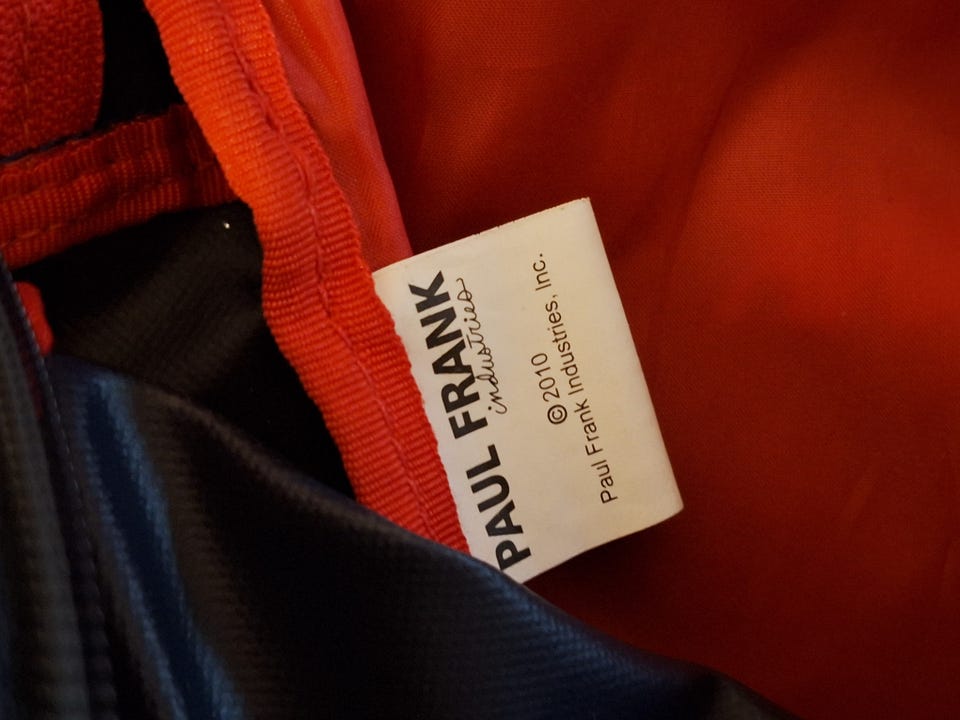 PAUL FRANK
industries
©2010
Paul Frank Industries, Inc.